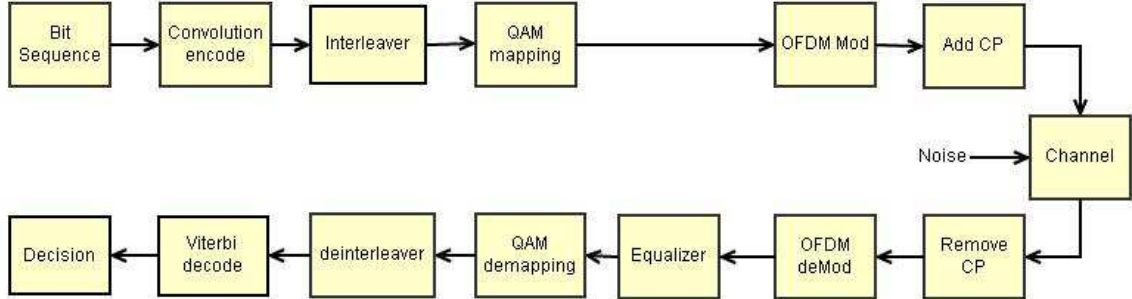 Bit
Sequence
Convolution
encode
Interleaver
QAM
mapping
OFDM Mod
Add CP
Noise
Channel
Decision
Viterbi
decode
deinterleaver
QAM
demapping
Equalizer
OFDM
deMod
Remove
CP